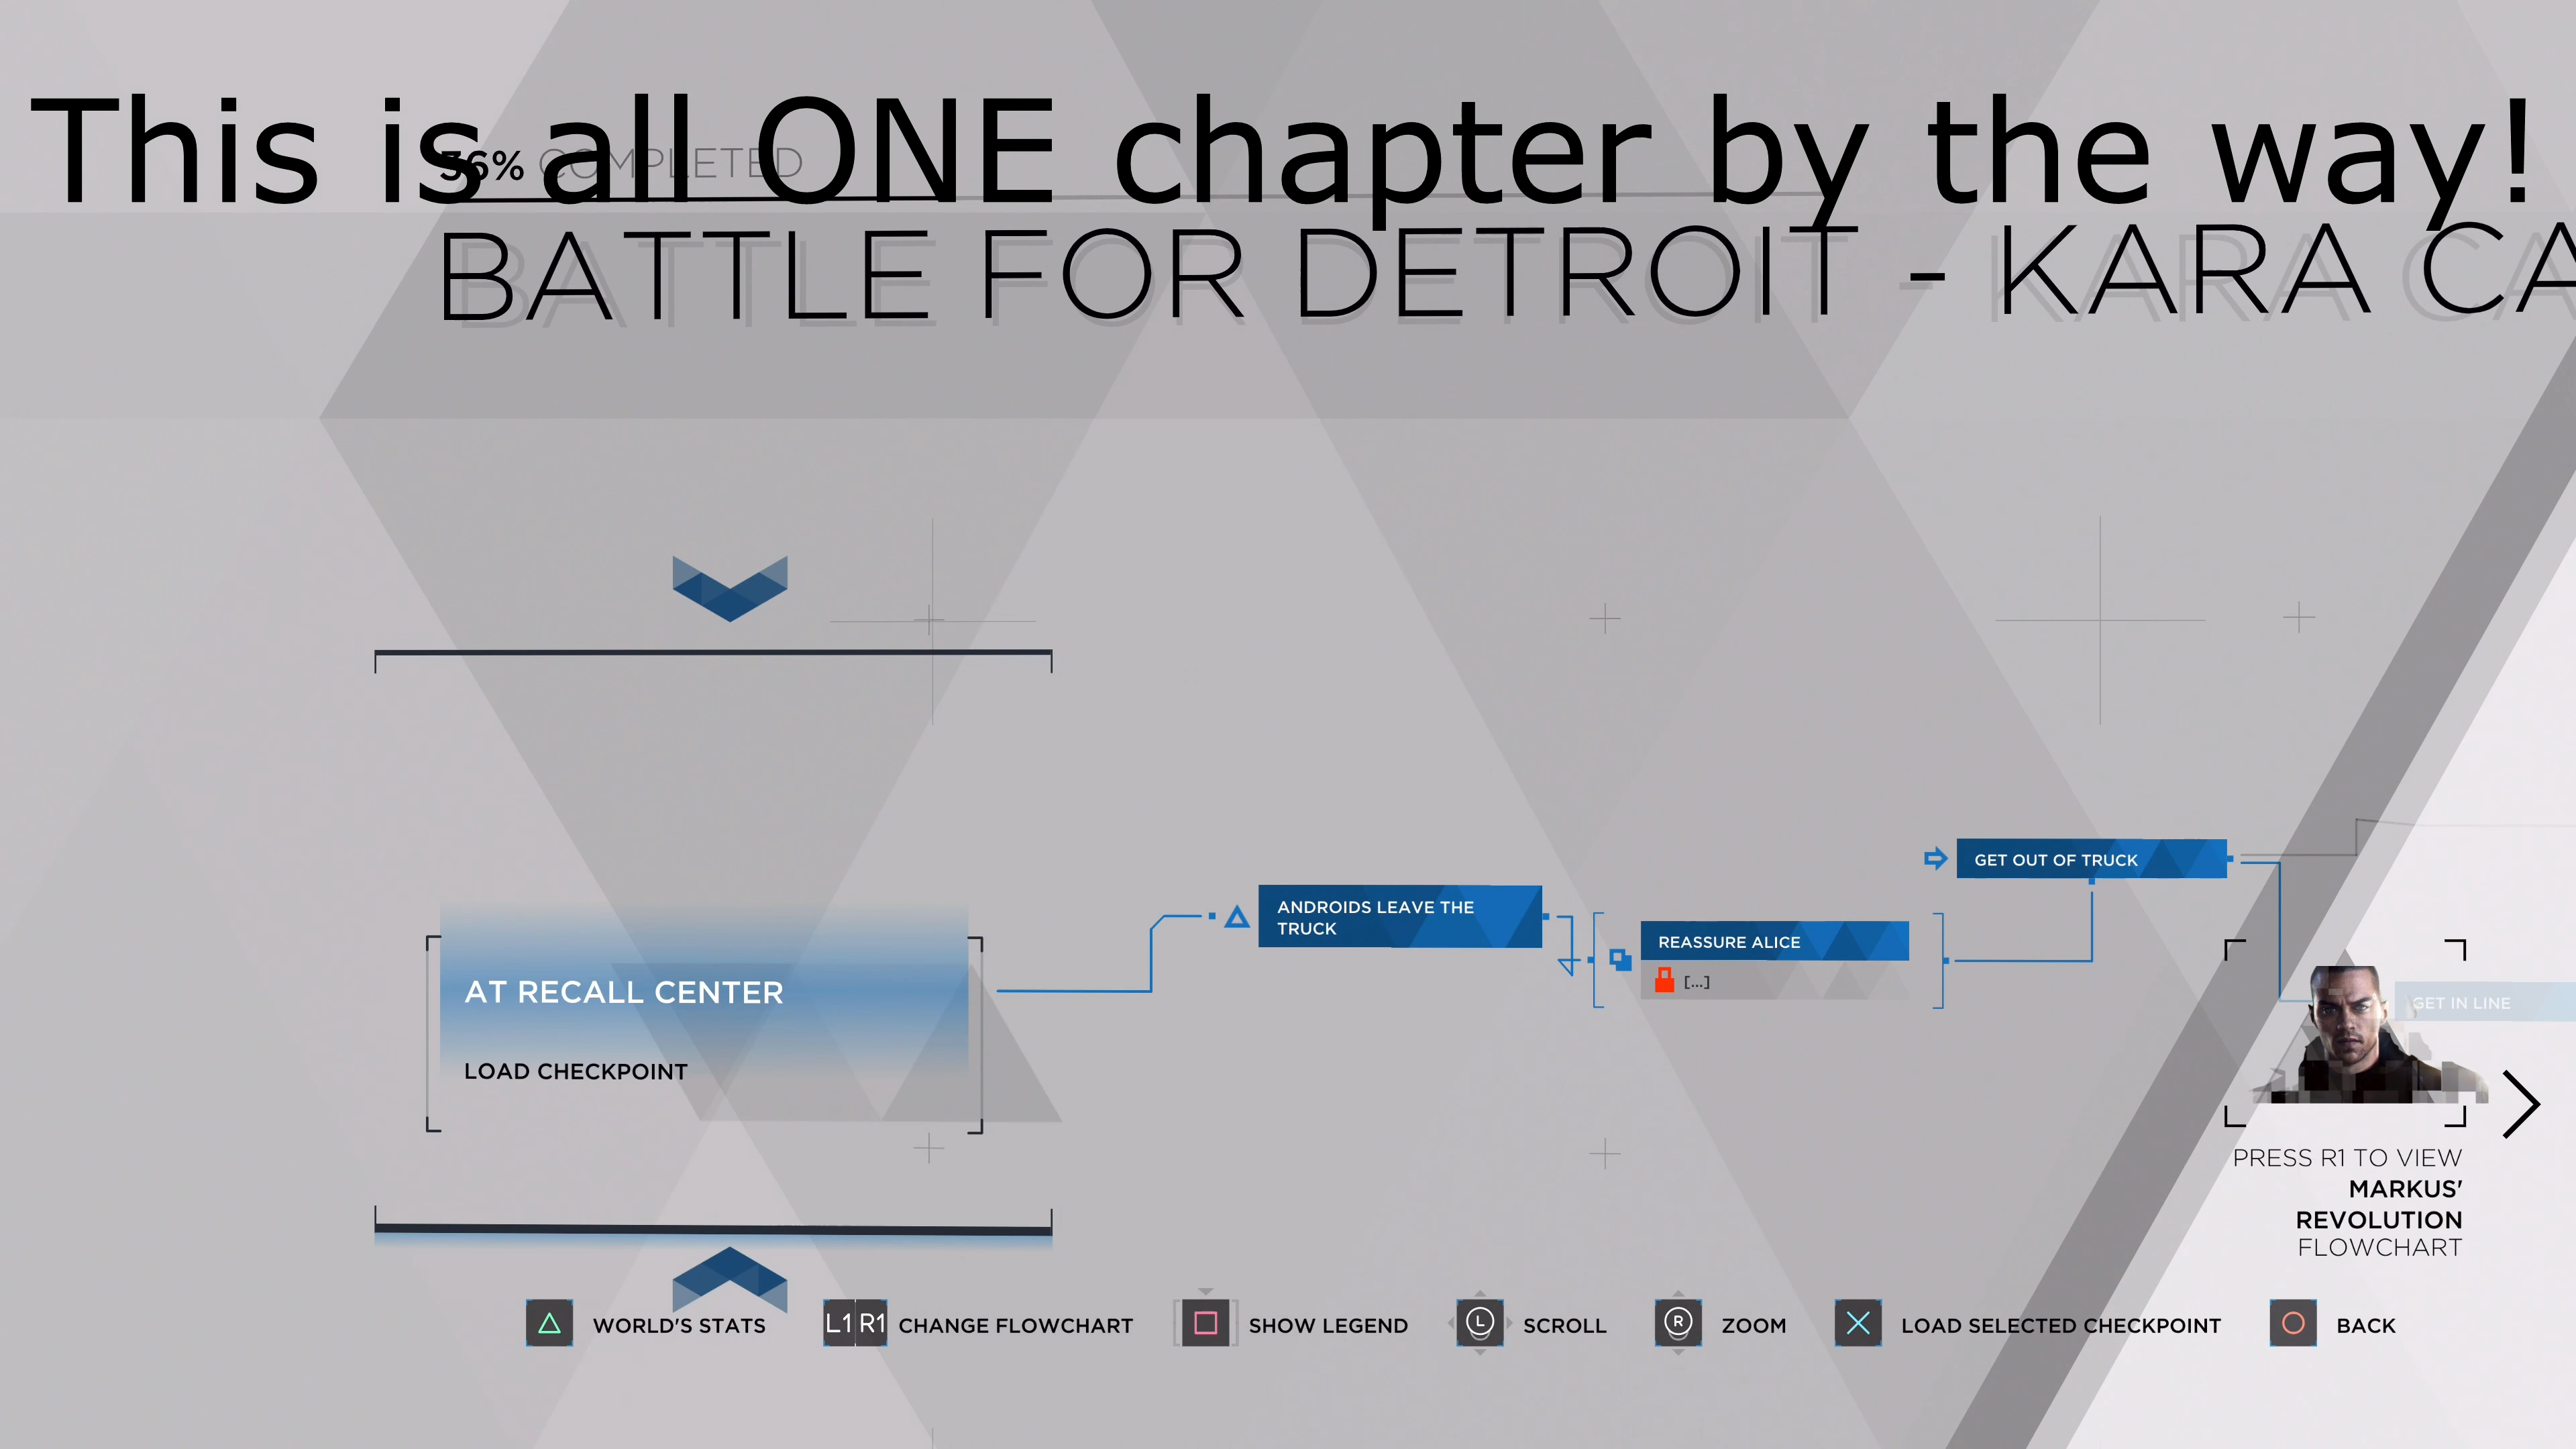 This is all ONE chapter by the way!
36% COMPLETED
BATTLE FOR DETROIT - KARA CA
GET OUT OF TRUCK
ANDROIDS LEAVE THE
TRUCK
REASSURE ALICE
[...]
AT RECALL CENTER
GET IN LINE
LOAD CHECKPOINT
PRESS R1 TO VIEW
MARKUS'
REVOLUTION
FLOWCHART
WORLD'S STATS
L1 R1 CHANGE FLOWCHART
SHOW LEGEND
L SCROLL
R ZOOM
LOAD SELECTED CHECKPOINT
BACK